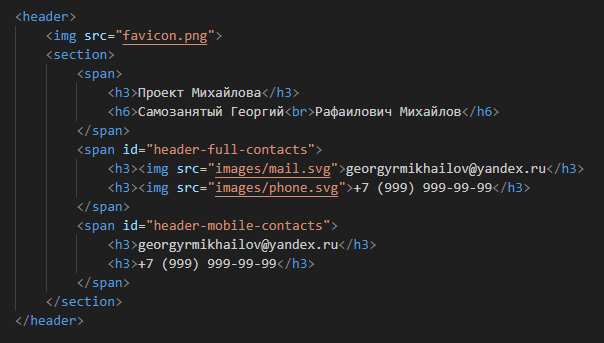 <header>
<img src="favicon.png">
<section>
<span>
<h3>Проект Михайлова</h3>
<h6>Самозанятый Георгий<br>Рафаилович Михайлов</h6>
</span>
<span id="header-full-contacts">
<h3><img src="images/mail.svg">georgyrmikhailov@yandex.ru</h3>
<h3><img src="images/phone.svg">+7 (999) 999-99-99</h3>
</span>
<span id="header-mobile-contacts">
<h3>georgyrmikhailov@yandex.ru</h3>
<h3>+7 (999) 999-99-99</h3>
</span>
</section>
</header>